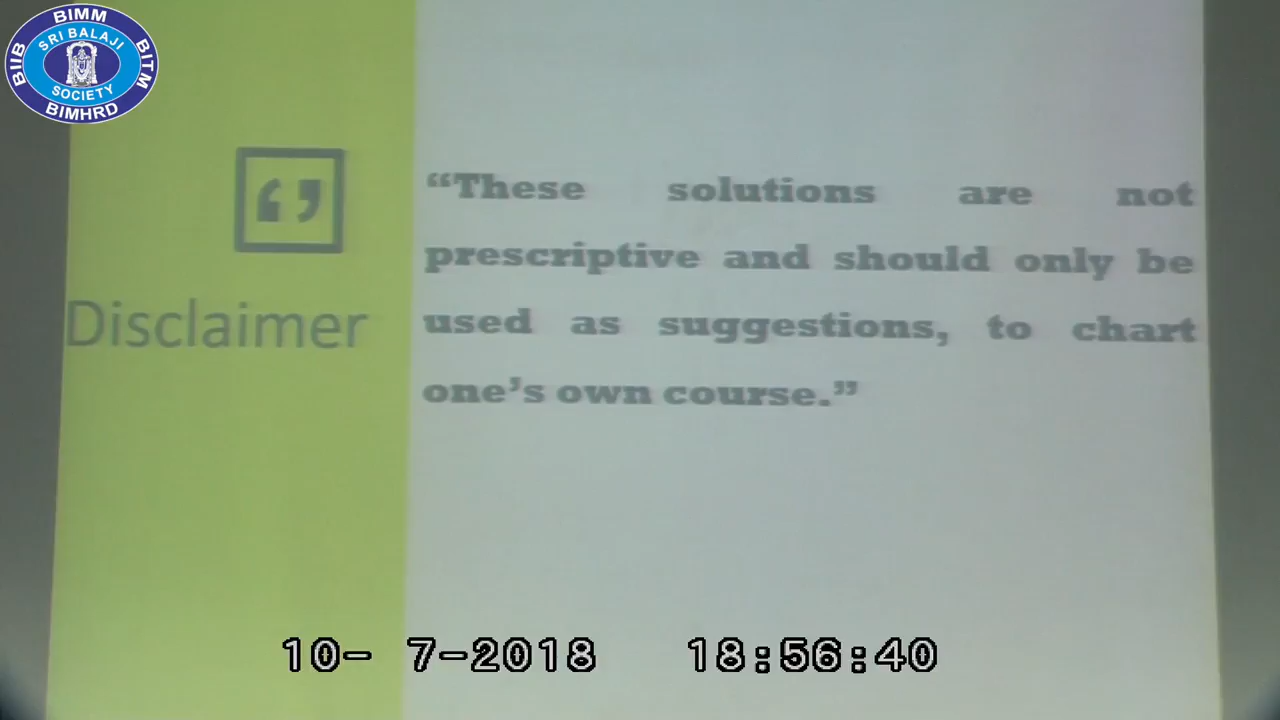 BIMM
BIIB
SRI BALAJI
BITM
SOCIETY
BIMHRD
“ ”
Disclaimer
“These solutions are not
prescriptive and should only be
used as suggestions, to chart
one’s own course.”
10- 7-2018 18:56:40